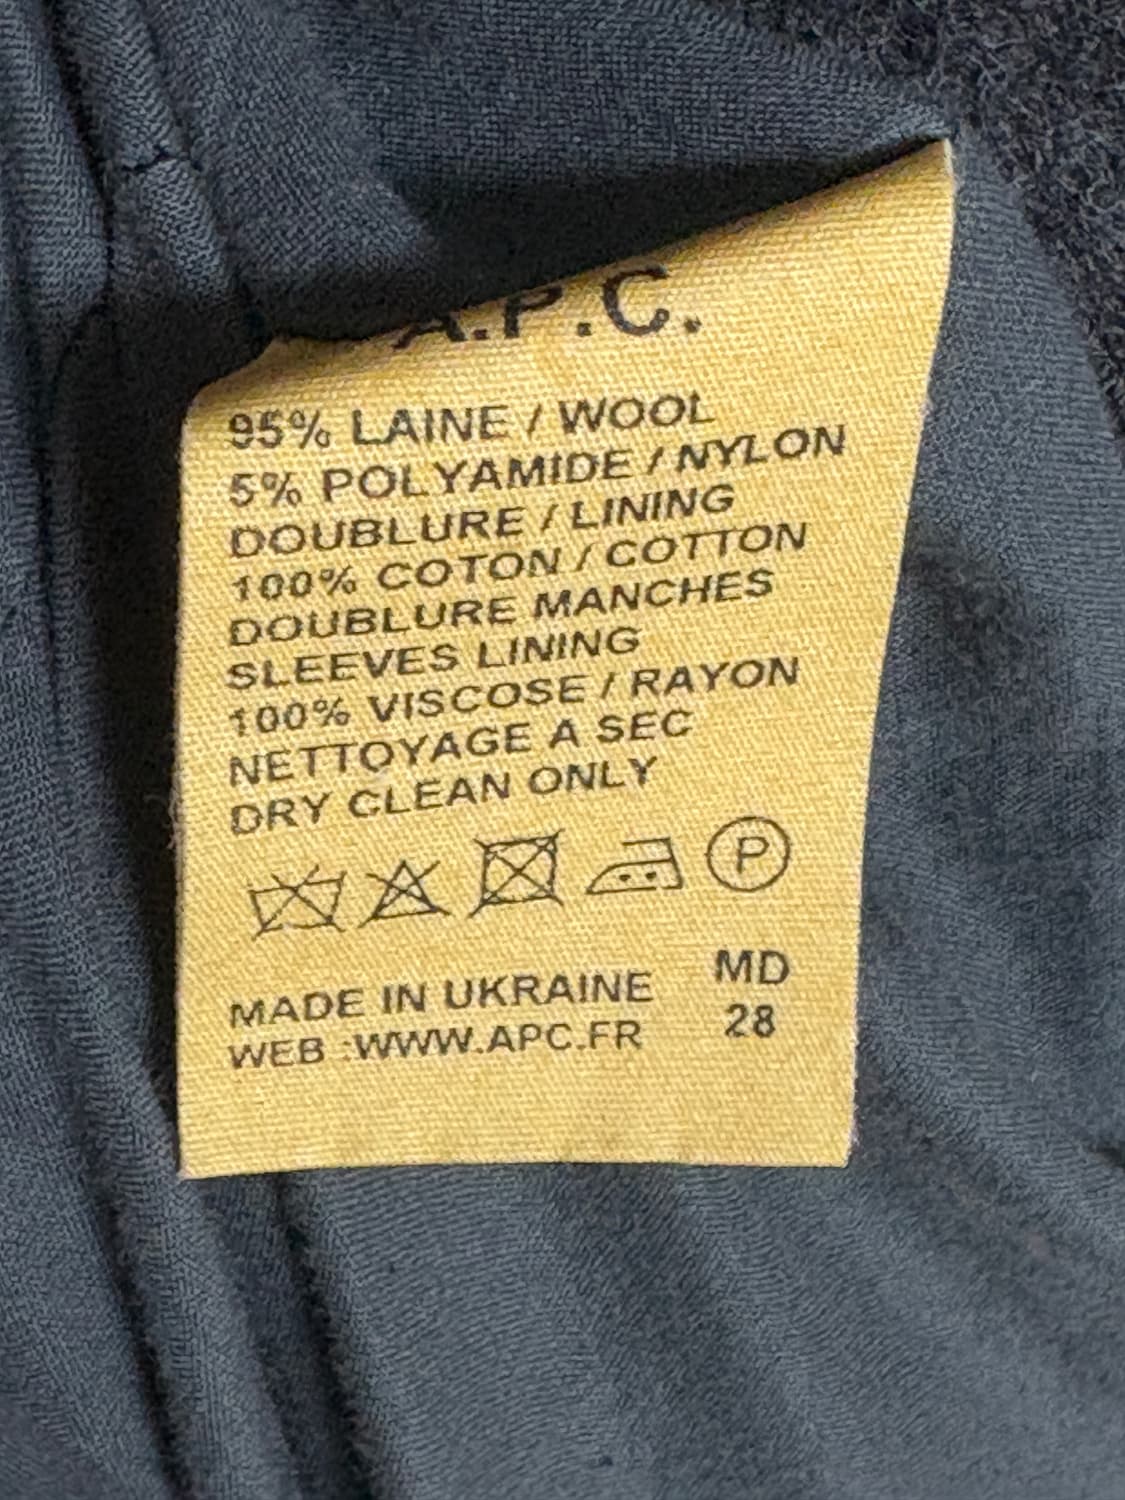 A.P.C.
95% LAINE / WOOL
5% POLYAMIDE / NYLON
DOUBLURE / LINING
100% COTON / COTTON
DOUBLURE MANCHES
SLEEVES LINING
100% VISCOSE / RAYON
NETTOYAGE A SEC
DRY CLEAN ONLY
P
MADE IN UKRAINE MD
WEB :WWW.APC.FR 28